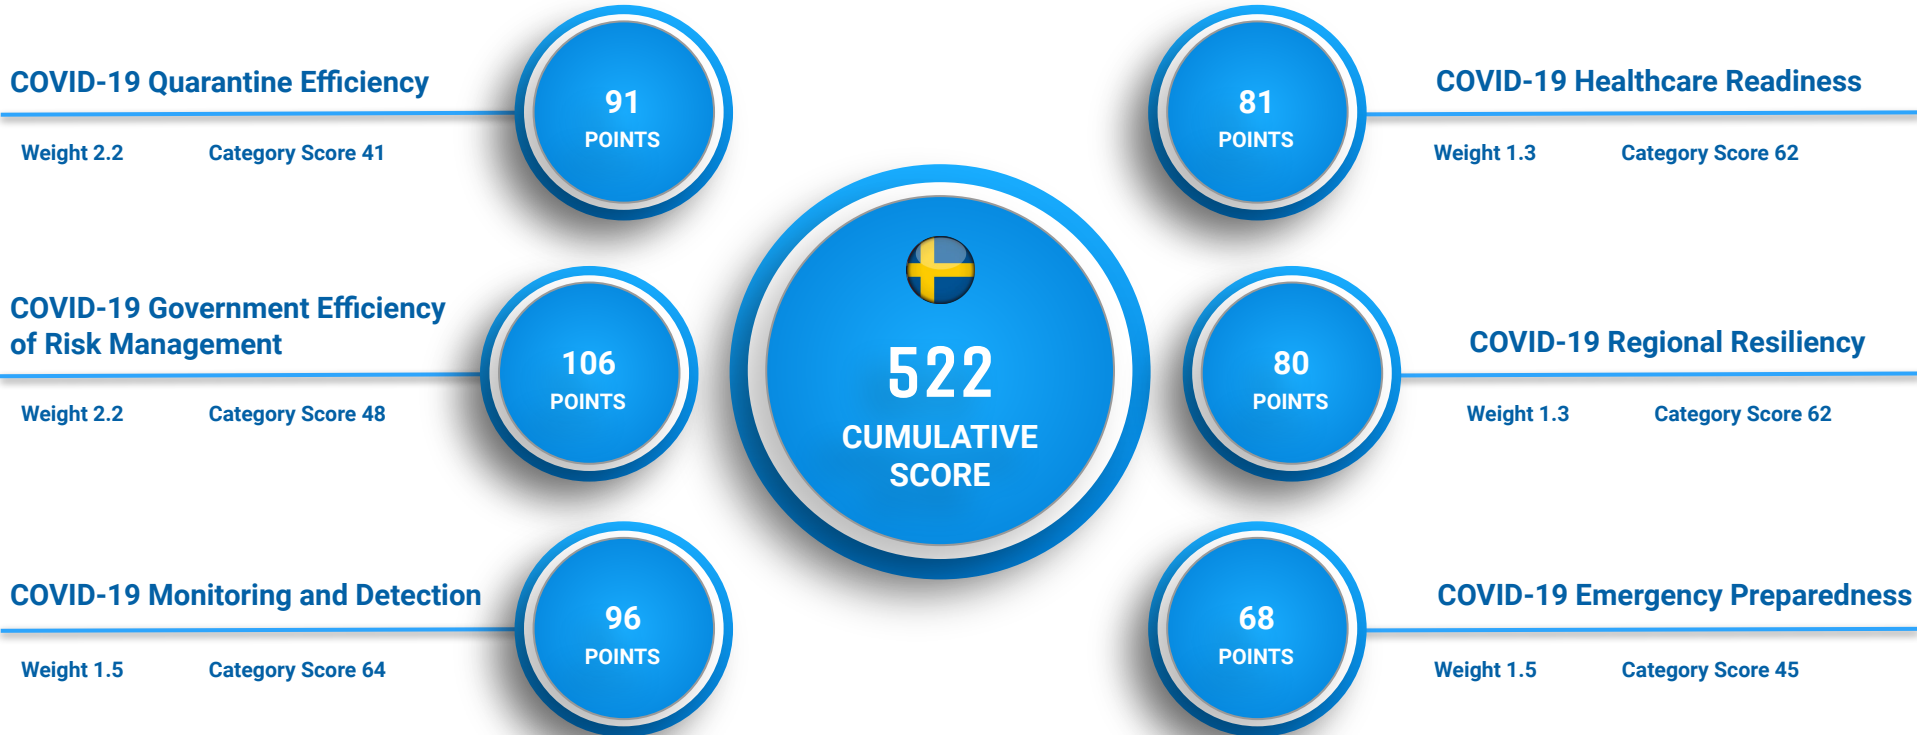 COVID-19 Quarantine Efficiency
Weight 2.2 Category Score 41
91
POINTS
COVID-19 Government Efficiency
of Risk Management
Weight 2.2 Category Score 48
106
POINTS
COVID-19 Monitoring and Detection
Weight 1.5 Category Score 64
96
POINTS
522
CUMULATIVE
SCORE
81
POINTS
COVID-19 Healthcare Readiness
Weight 1.3 Category Score 62
80
POINTS
COVID-19 Regional Resiliency
Weight 1.3 Category Score 62
68
POINTS
COVID-19 Emergency Preparedness
Weight 1.5 Category Score 45